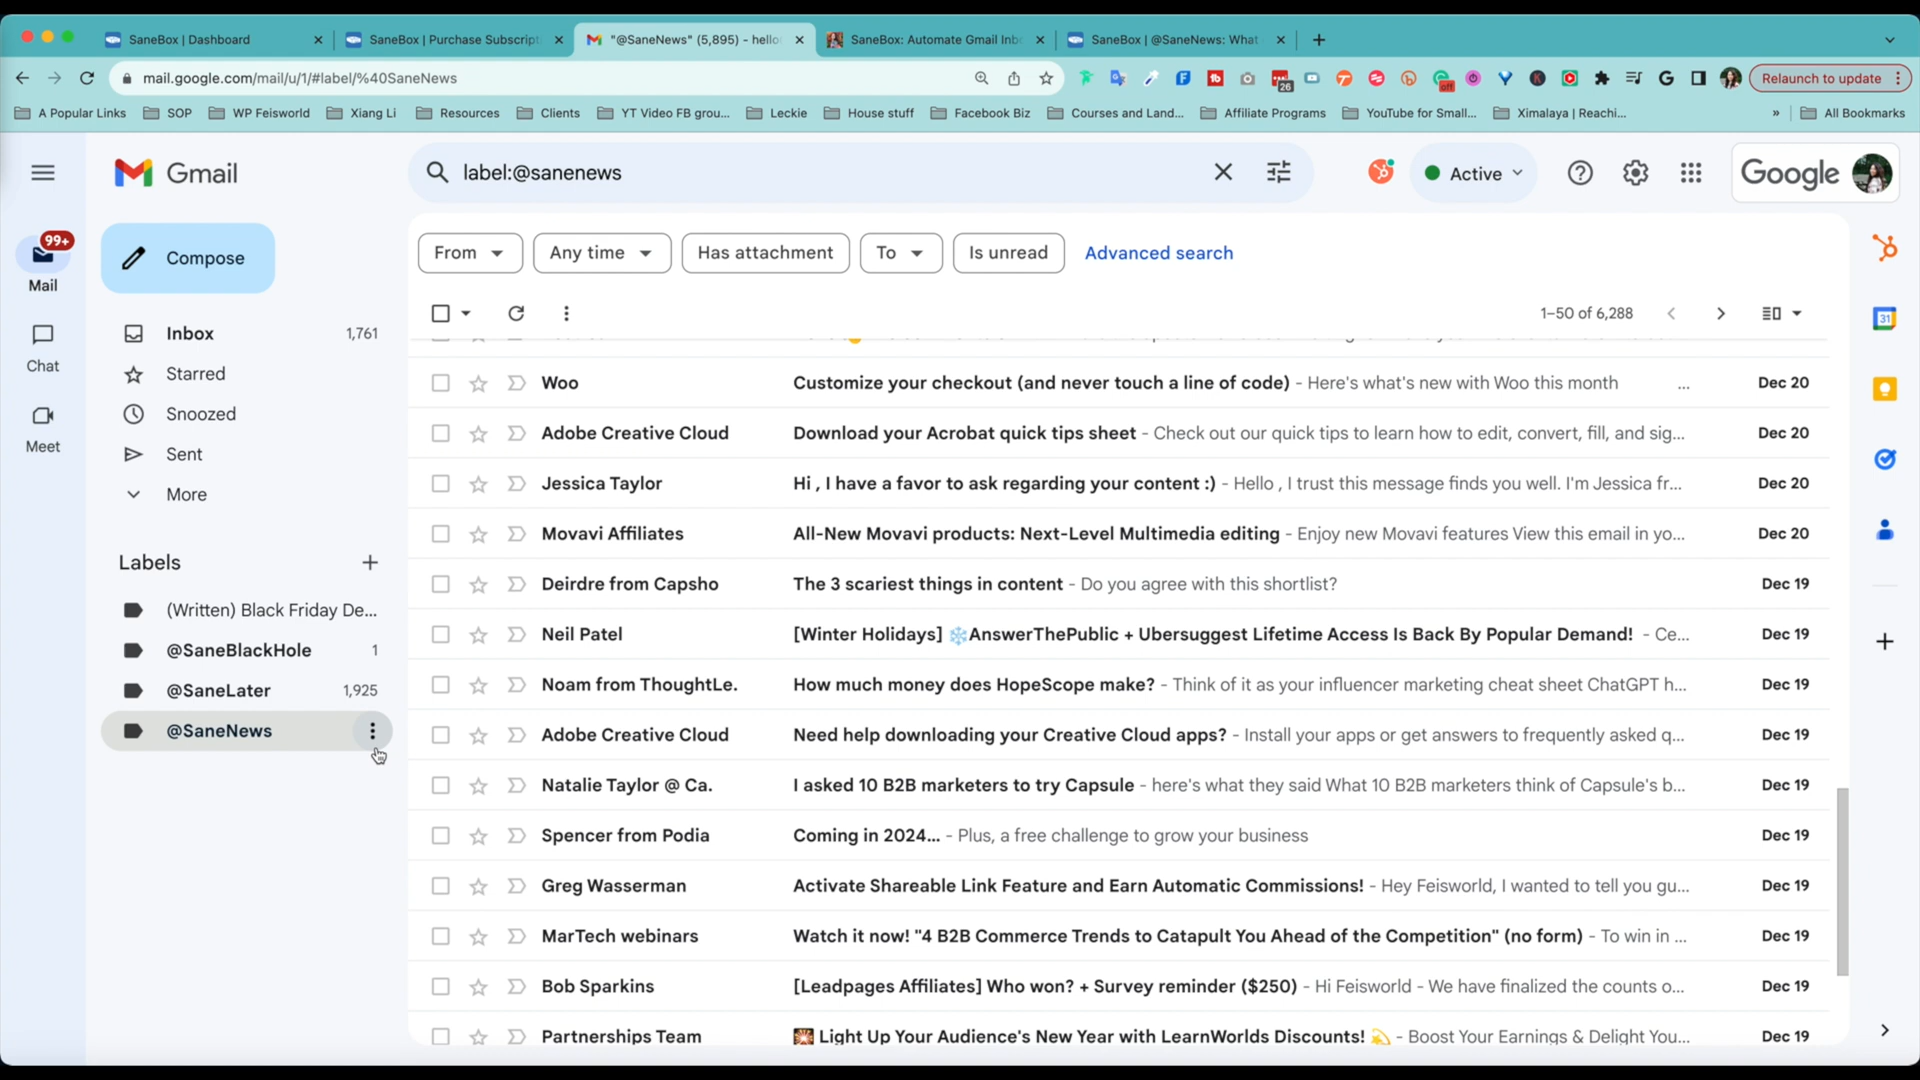 SaneBox | Dashboard
SaneBox | Purchase Subscript
"@SaneNews" (5,895) - hello
SaneBox: Automate Gmail Inb
SaneBox | @SaneNews: What
mail.google.com/mail/u/1/#label/%40SaneNews
26
off
Relaunch to update
A Popular Links
SOP
WP Feisworld
Xiang Li
Resources
Clients
YT Video FB grou...
Leckie
House stuff
Facebook Biz
Courses and Land...
Affiliate Programs
YouTube for Small...
Ximalaya | Reachi...
»
All Bookmarks
Gmail
label:@sanenews
Active
Google
99+
Mail
Chat
Meet
Compose
Inbox 1,761
Starred
Snoozed
Sent
More
Labels
(Written) Black Friday De...
@SaneBlackHole 1
@SaneLater 1,925
@SaneNews
From
Any time
Has attachment
To
Is unread
Advanced search
1–50 of 6,288
Woo Customize your checkout (and never touch a line of code) - Here's what's new with Woo this month ... Dec 20
Adobe Creative Cloud Download your Acrobat quick tips sheet - Check out our quick tips to learn how to edit, convert, fill, and sig... Dec 20
Jessica Taylor Hi , I have a favor to ask regarding your content :) - Hello , I trust this message finds you well. I'm Jessica fr... Dec 20
Movavi Affiliates All-New Movavi products: Next-Level Multimedia editing - Enjoy new Movavi features View this email in yo... Dec 20
Deirdre from Capsho The 3 scariest things in content - Do you agree with this shortlist? Dec 19
Neil Patel [Winter Holidays] ❄️AnswerThePublic + Ubersuggest Lifetime Access Is Back By Popular Demand! - Ce... Dec 19
Noam from ThoughtLe. How much money does HopeScope make? - Think of it as your influencer marketing cheat sheet ChatGPT h... Dec 19
Adobe Creative Cloud Need help downloading your Creative Cloud apps? - Install your apps or get answers to frequently asked q... Dec 19
Natalie Taylor @ Ca. I asked 10 B2B marketers to try Capsule - here's what they said What 10 B2B marketers think of Capsule's b... Dec 19
Spencer from Podia Coming in 2024... - Plus, a free challenge to grow your business Dec 19
Greg Wasserman Activate Shareable Link Feature and Earn Automatic Commissions! - Hey Feisworld, I wanted to tell you gu... Dec 19
MarTech webinars Watch it now! "4 B2B Commerce Trends to Catapult You Ahead of the Competition" (no form) - To win in ... Dec 19
Bob Sparkins [Leadpages Affiliates] Who won? + Survey reminder ($250) - Hi Feisworld - We have finalized the counts o... Dec 19
Partnerships Team 🎇 Light Up Your Audience's New Year with LearnWorlds Discounts! 💫 - Boost Your Earnings & Delight You... Dec 19
31